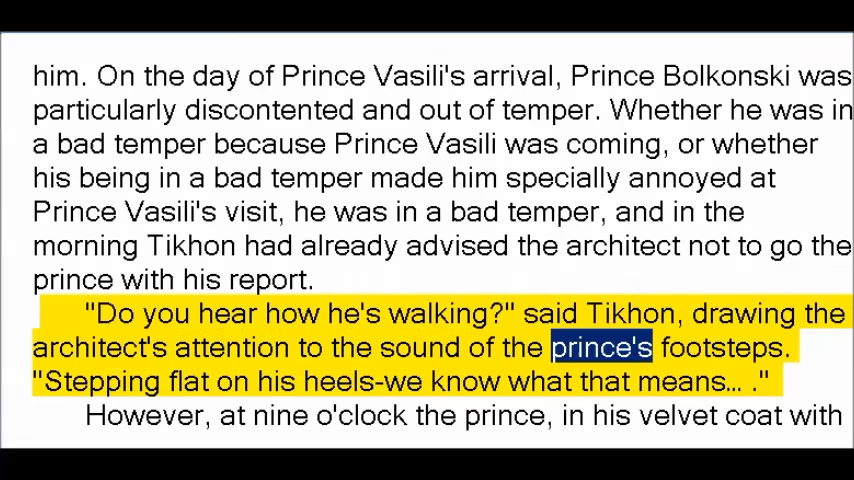 him. On the day of Prince Vasili's arrival, Prince Bolkonski was
particularly discontented and out of temper. Whether he was in
a bad temper because Prince Vasili was coming, or whether
his being in a bad temper made him specially annoyed at
Prince Vasili's visit, he was in a bad temper, and in the
morning Tikhon had already advised the architect not to go the
prince with his report.
"Do you hear how he's walking?" said Tikhon, drawing the
architect's attention to the sound of the prince's footsteps.
"Stepping flat on his heels-we know what that means... ."
However, at nine o'clock the prince, in his velvet coat with